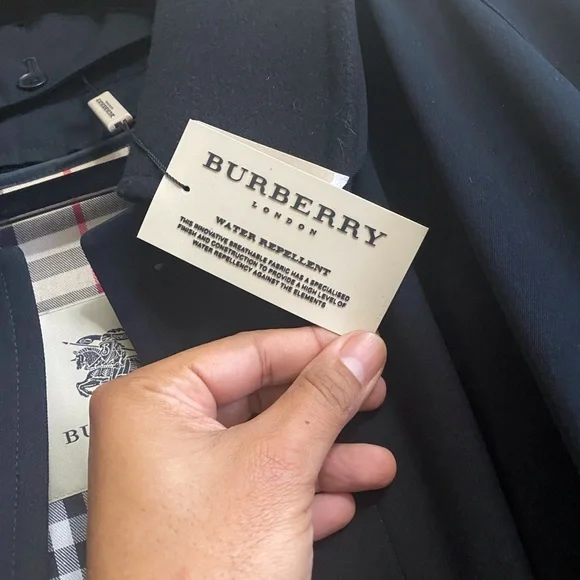 BURBERRY
LONDON
WATER REPELLENT
THIS INNOVATIVE BREATHABLE FABRIC HAS A SPECIALISED
FINISH AND CONSTRUCTION TO PROVIDE A HIGH LEVEL OF
WATER REPELLENCY AGAINST THE ELEMENTS
BURBERRY
BU